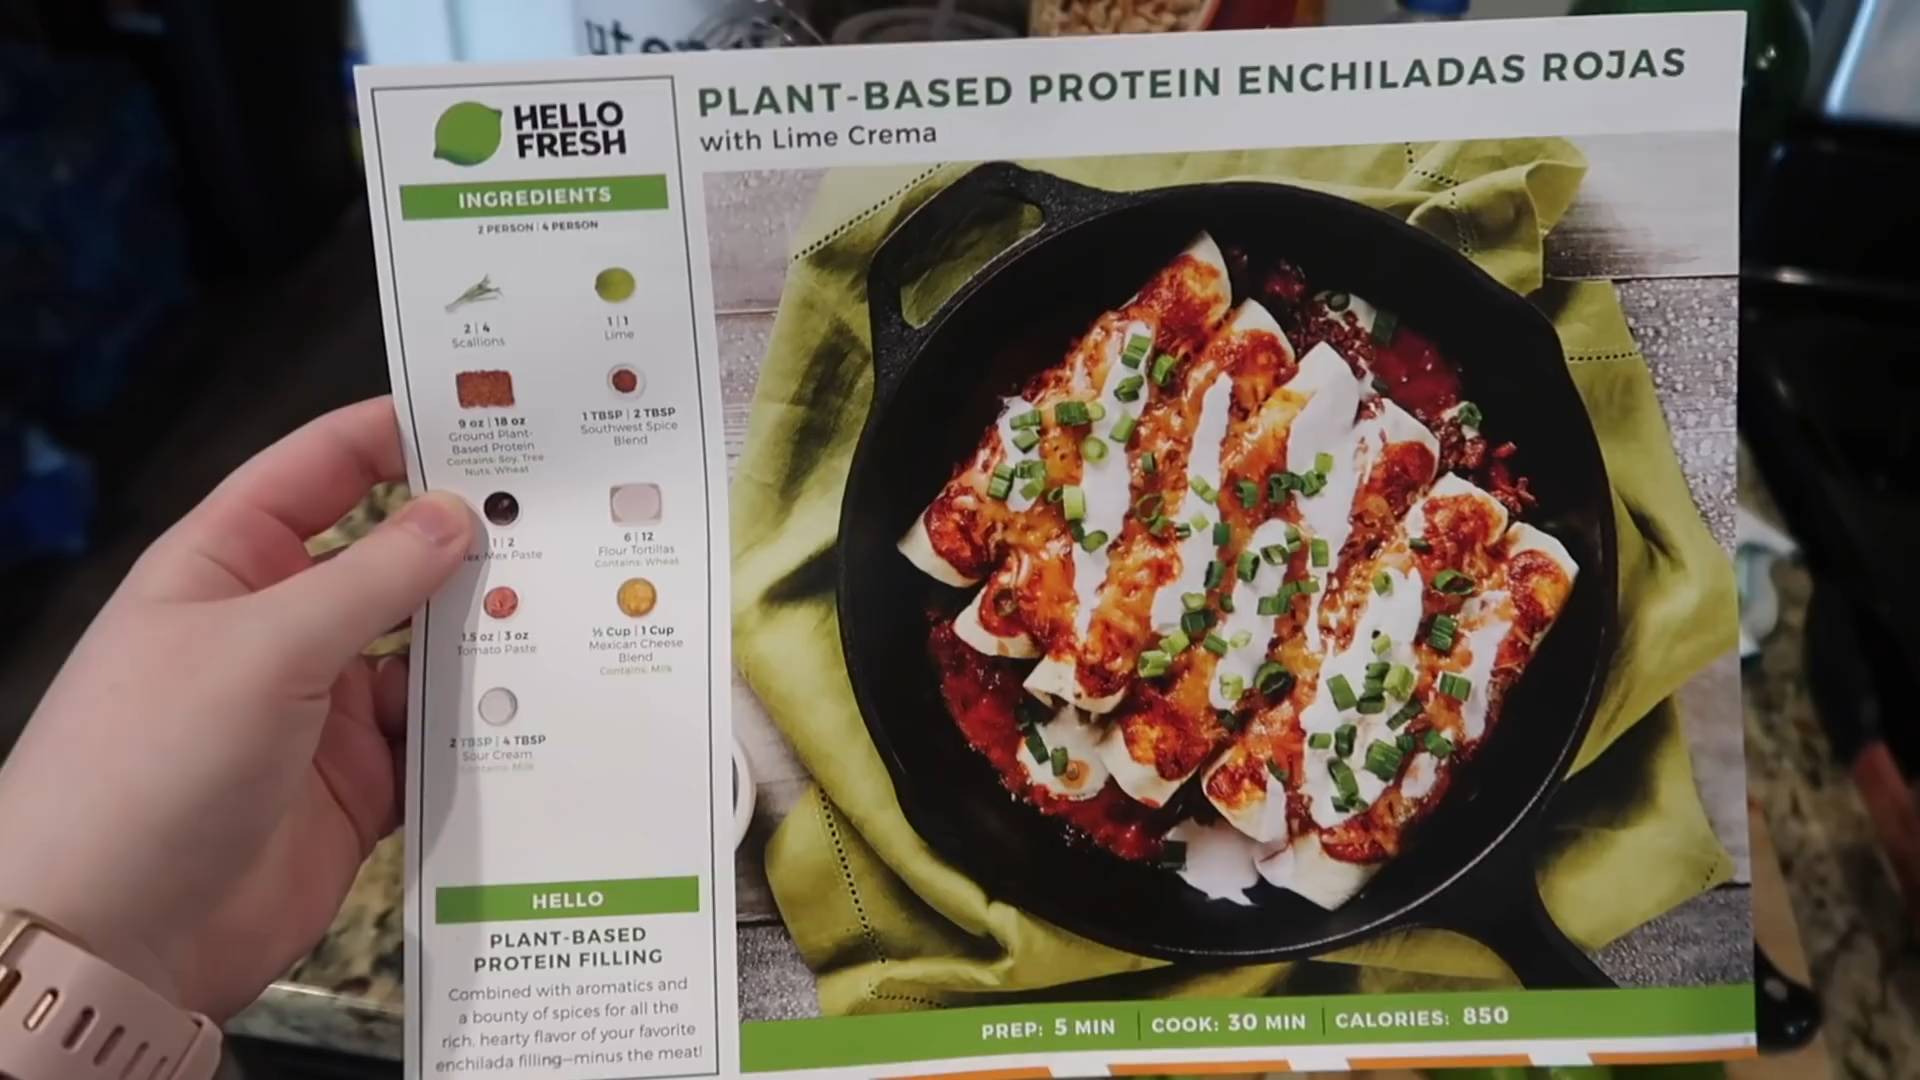 PLANT-BASED PROTEIN ENCHILADAS ROJAS
with Lime Crema
HELLO
FRESH
INGREDIENTS
2 PERSON | 4 PERSON
2 | 4
Scallions
1 | 1
Lime
9 oz | 18 oz
Ground Plant-
Based Protein
Contains: Soy, Tree
Nuts, Wheat
1 TBSP | 2 TBSP
Southwest Spice
Blend
1 | 2
Tex-Mex Paste
6 | 12
Flour Tortillas
Contains: Wheat
1.5 oz | 3 oz
Tomato Paste
½ Cup | 1 Cup
Mexican Cheese
Blend
Contains: Milk
2 TBSP | 4 TBSP
Sour Cream
Contains: Milk
HELLO
PLANT-BASED
PROTEIN FILLING
Combined with aromatics and
a bounty of spices for all the
rich, hearty flavor of your favorite
enchilada filling—minus the meat!
PREP: 5 MIN | COOK: 30 MIN | CALORIES: 850